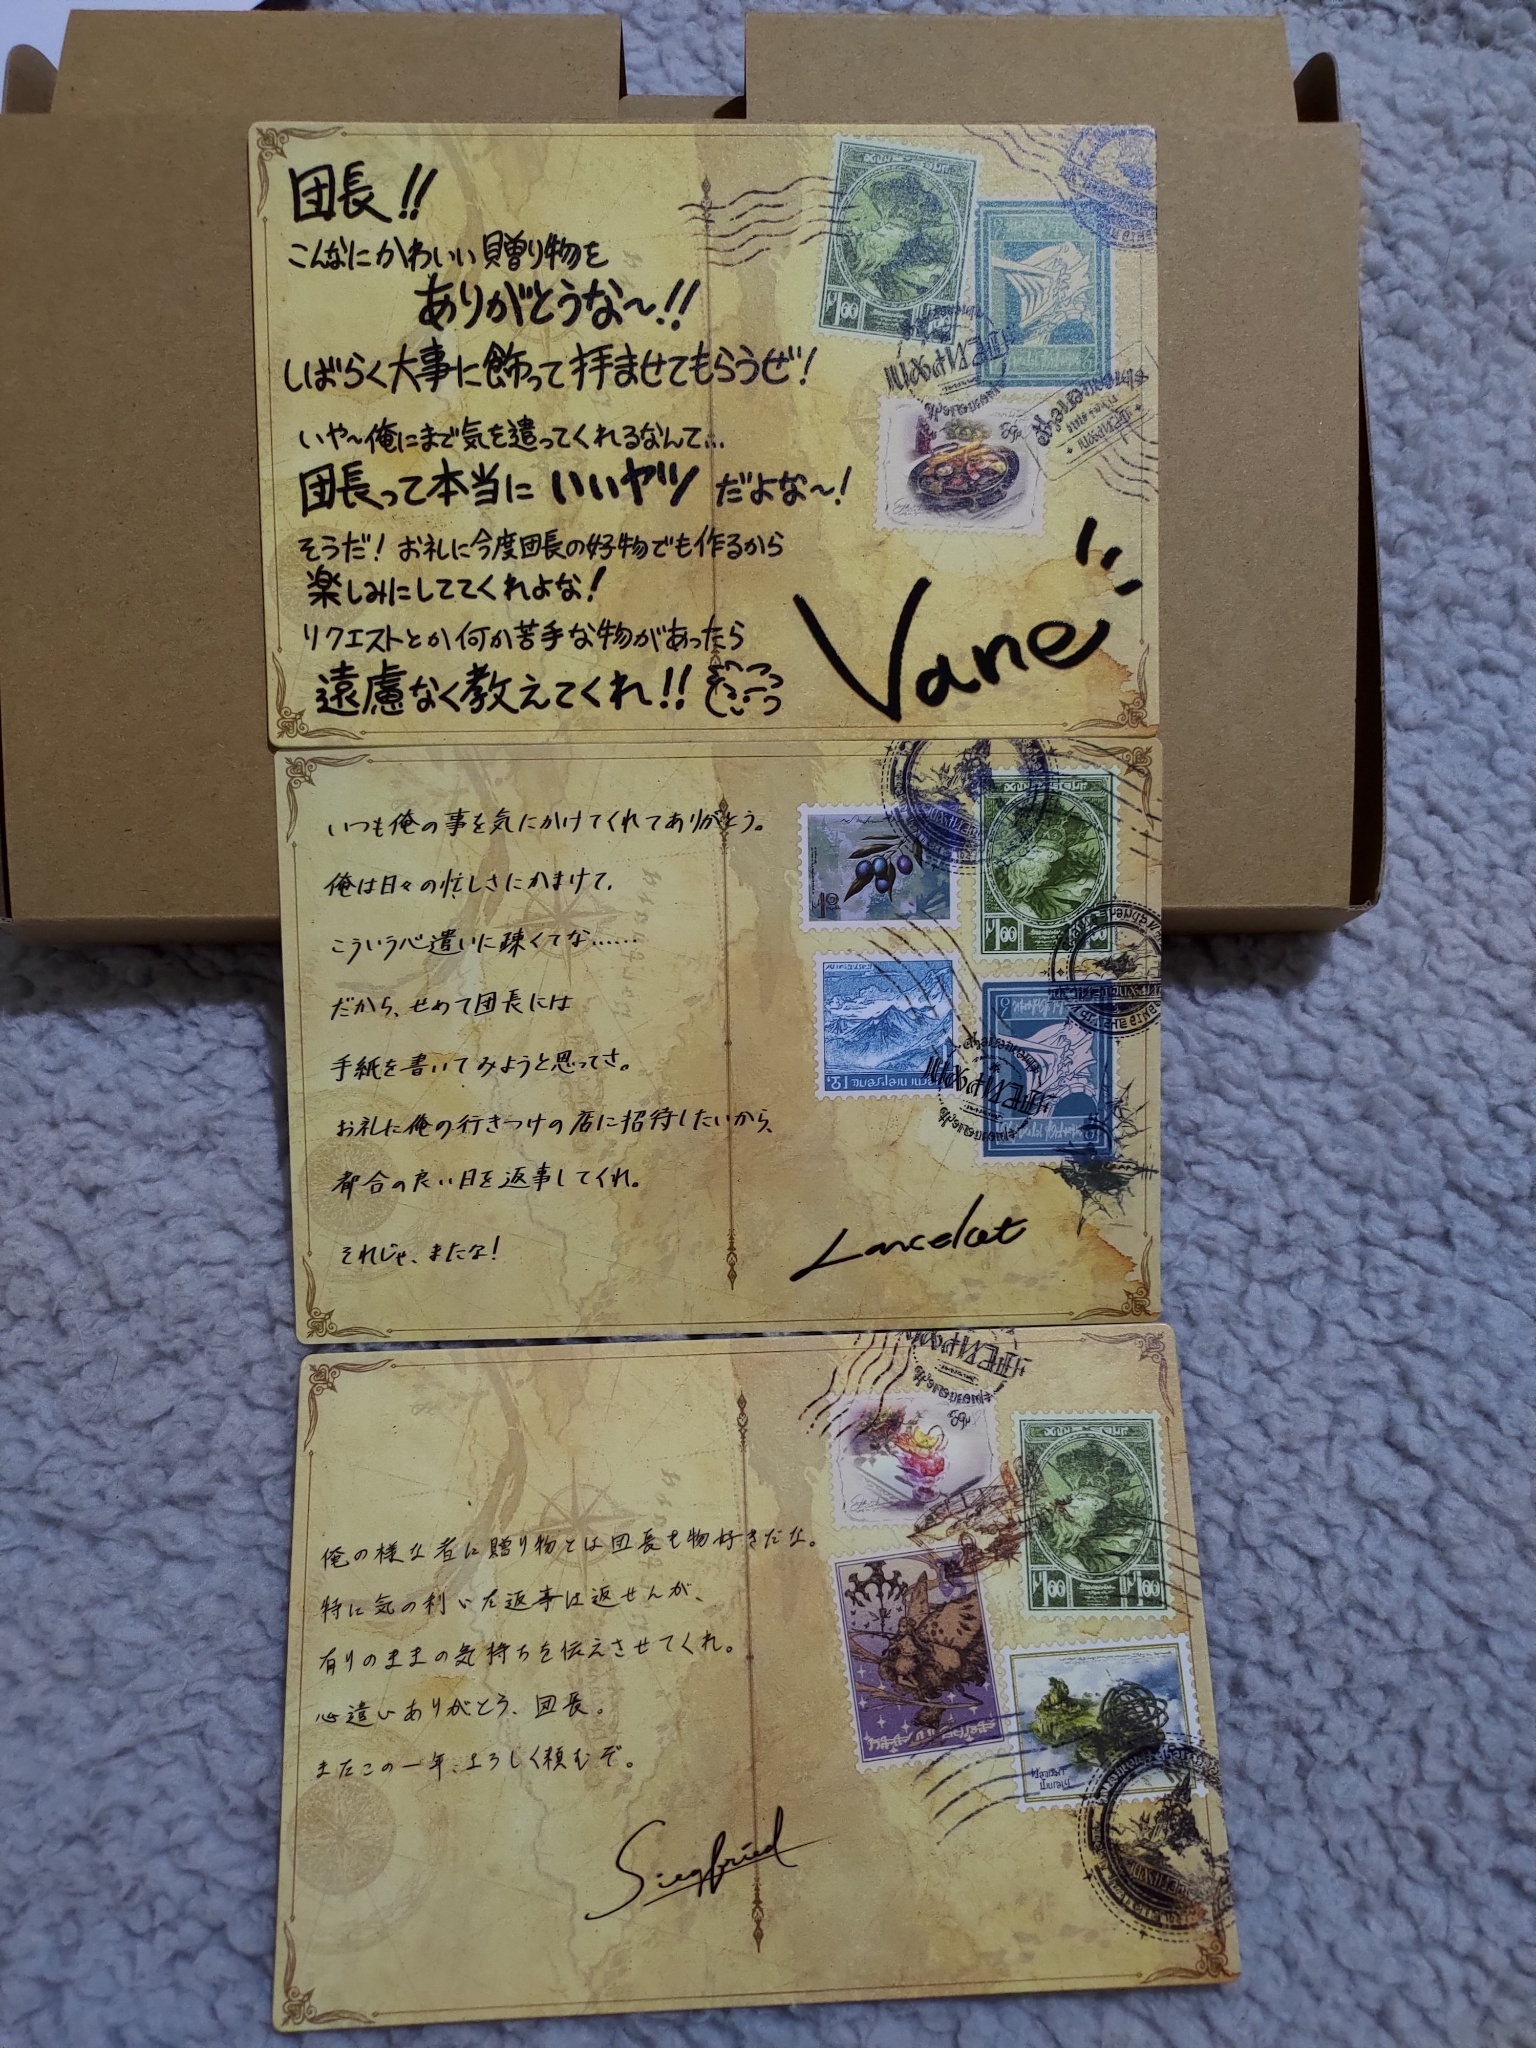 団長!!
こんなにかわいい贈り物を
ありがとうな～!!
しばらく大事に飾って拝ませてもらうぜ!
いや～俺にまで気を遣ってくれるなんて…
団長って本当にいいヤツだよな～!
そうだ! お礼に今度団長の好物でも作るから
楽しみにしててくれよな!
リクエストとか何か苦手な物があったら
遠慮なく教えてくれ!!
Vane
いつも俺の事を気にかけてくれてありがとう。
俺は日々の忙しさにかまけて、
こういう心遣いに疎くてな……
だから、せめて団長には
手紙を書いてみようと思ってさ。
お礼に俺の行きつけの店に招待したいから、
都合の良い日を返事してくれ。
それじゃ、またな!
Lancelot
俺の様な者に贈り物とは団長も物好きだな。
特に気の利いた返事は返せんが、
有りのままの気持ちを伝えさせてくれ。
心遣いありがとう、団長。
またこの一年、よろしく頼むぞ。
Siegfried